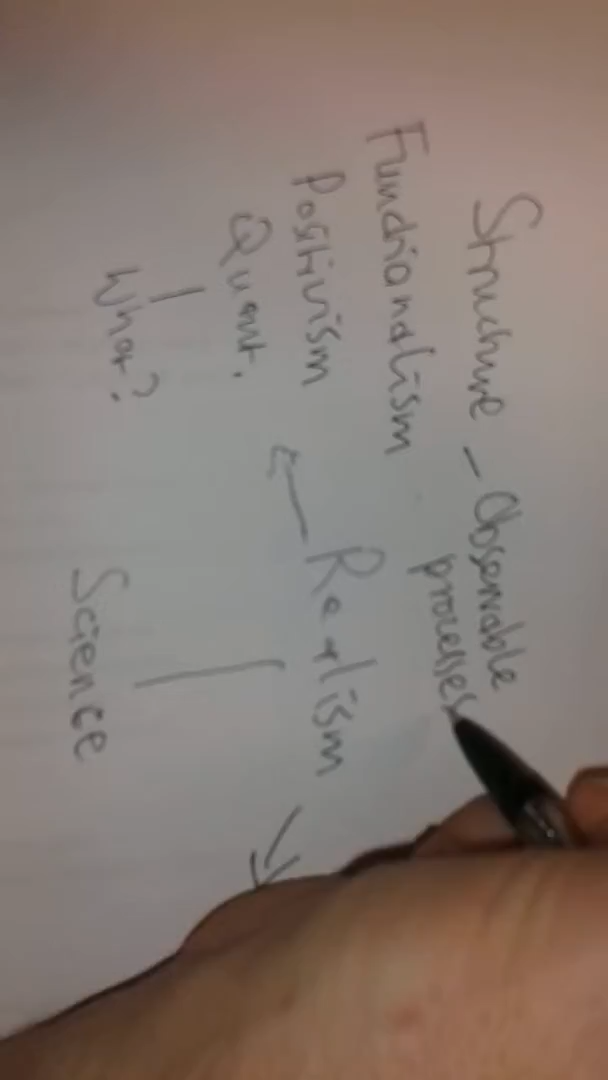 Structure – Observable
processes
Functionalism
Positivism
Realism
Quant.
What?
Science